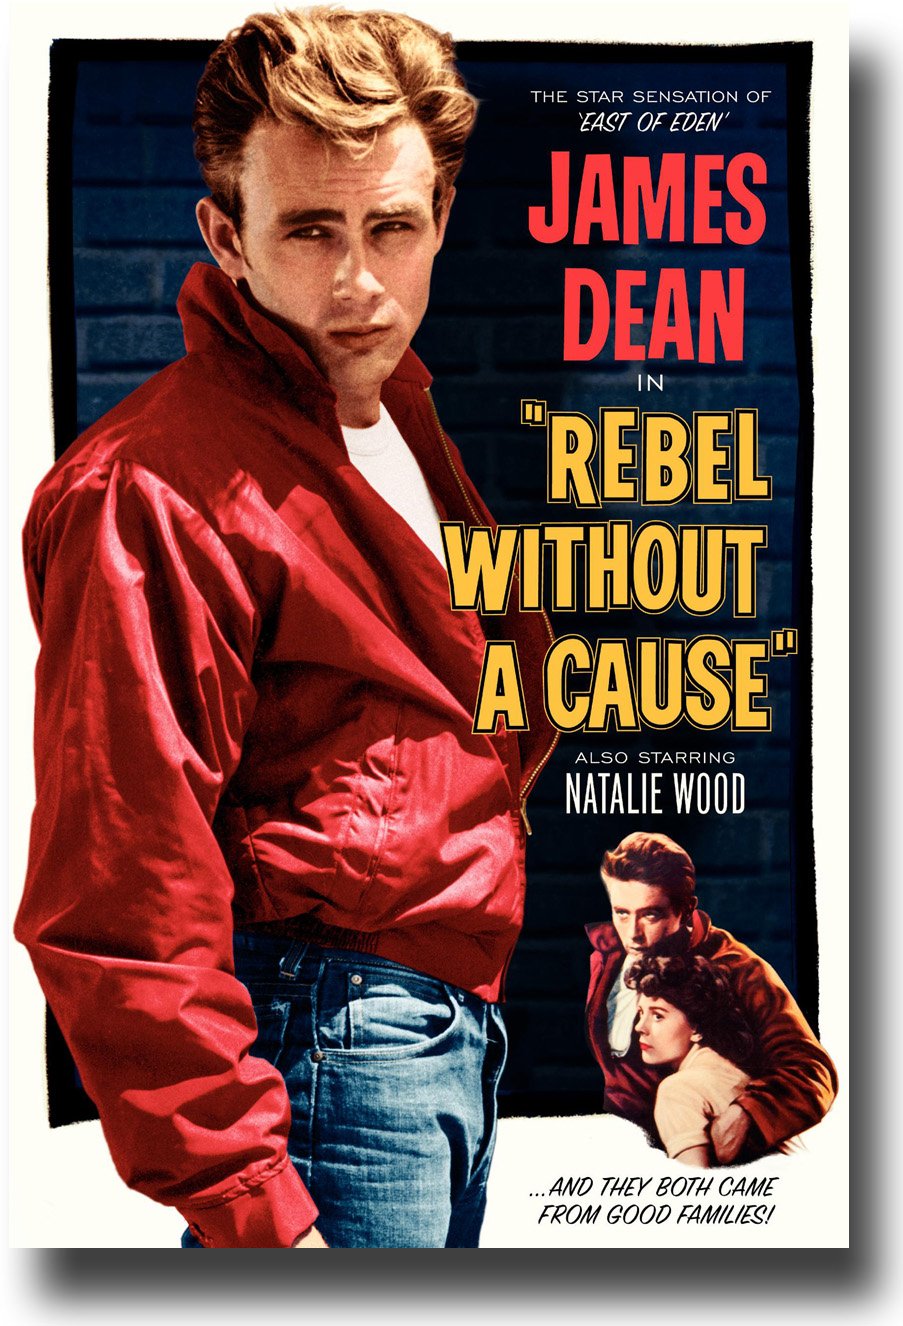 THE STAR SENSATION OF
'EAST OF EDEN'
JAMES
DEAN
IN
"REBEL
WITHOUT
A CAUSE"
ALSO STARRING
NATALIE WOOD
...AND THEY BOTH CAME
FROM GOOD FAMILIES!